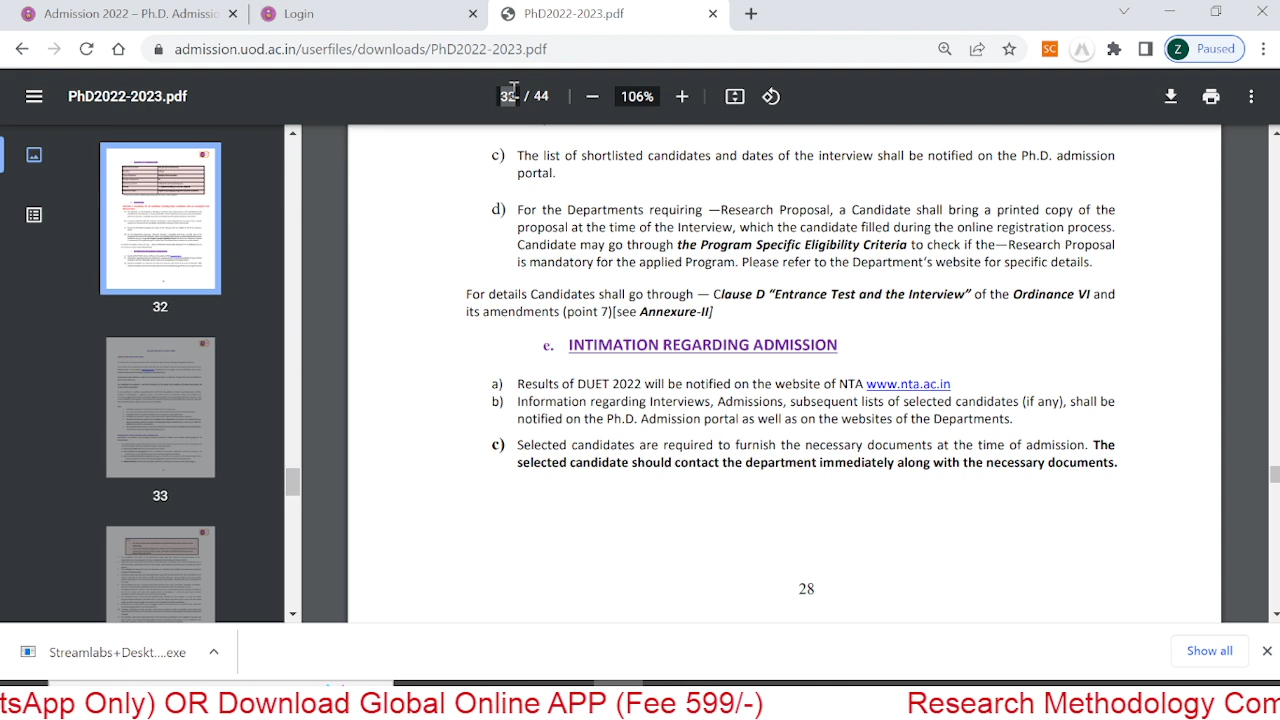 Admission 2022 – Ph.D. Admissio
Login
PhD2022-2023.pdf
admission.uod.ac.in/userfiles/downloads/PhD2022-2023.pdf
SC
Z
Paused
PhD2022-2023.pdf
32 / 44
106%
c) The list of shortlisted candidates and dates of the interview shall be notified on the Ph.D. admission
portal.
d) For the departments requiring —Research Proposal, Candidate shall bring a printed copy of the
proposal at the time of the Interview, which the candidate filled during the online registration process.
Candidate may go through the Program Specific Eligibility Criteria to check if the—Research Proposal
is mandatory for the applied Program. Please refer to the Department's website for specific details.
For details Candidates shall go through — Clause D “Entrance Test and the Interview” of the Ordinance VI and
its amendments (point 7)[see Annexure-II]
e. INTIMATION REGARDING ADMISSION
a) Results of DUET 2022 will be notified on the website of NTA www.nta.ac.in
b) Information regarding Interviews, Admissions, subsequent lists of selected candidates (if any), shall be
notified on the Ph.D. Admission portal as well as on the websites of the Departments.
c) Selected candidates are required to furnish the necessary documents at the time of admission. The
selected candidate should contact the department immediately along with the necessary documents.
28
32
33
Streamlabs+Deskt....exe
Show all
tsApp Only) OR Download Global Online APP (Fee 599/-)
Research Methodology Com